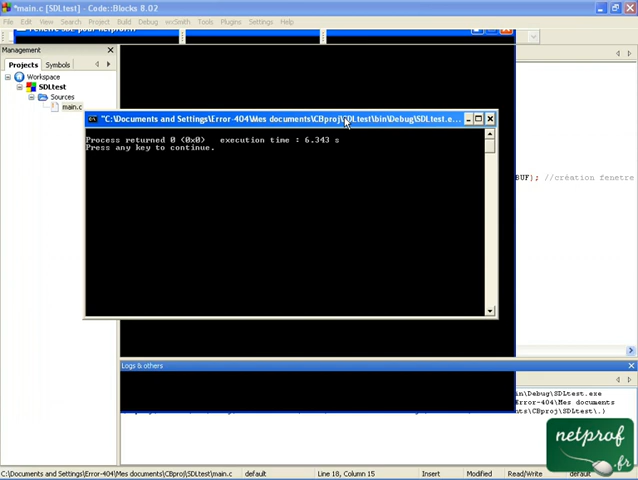 *main.c [SDLtest] - Code::Blocks 8.02
File Edit View Search Project Build Debug wxSmith Tools Plugins Settings Help
Management
Projects Symbols
Workspace
SDLtest
Sources
main.c
"C:\Documents and Settings\Error-404\Mes documents\CBproj\SDLtest\bin\Debug\SDLtest.e...
Process returned 0 (0x0) execution time : 6.343 s
Press any key to continue.
BUF); //création fenetre
Logs & others
in\Debug\SDLtest.exe
Error-404\Mes documents
ts\CBproj\SDLtest\.)
netprof
.fr
C:\Documents and Settings\Error-404\Mes documents\CBproj\SDLtest\main.c default Line 18, Column 15 Insert Modified Read/Write default